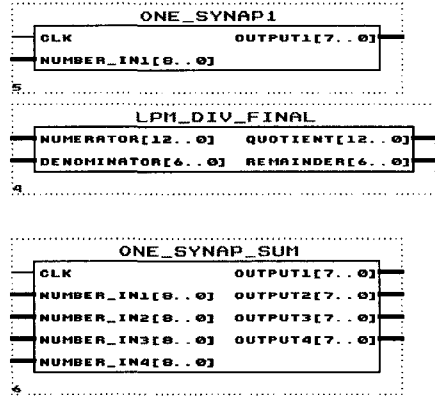 ONE_SYNAP1
CLK OUTPUT1[7..0]
NUMBER_IN1[8..0]
5
LPM_DIV_FINAL
NUMERATOR[12..0] QUOTIENT[12..0]
DENOMINATOR[6..0] REMAINDER[6..0]
4
ONE_SYNAP_SUM
CLK OUTPUT1[7..0]
NUMBER_IN1[8..0] OUTPUT2[7..0]
NUMBER_IN2[8..0] OUTPUT3[7..0]
NUMBER_IN3[8..0] OUTPUT4[7..0]
NUMBER_IN4[8..0]
6